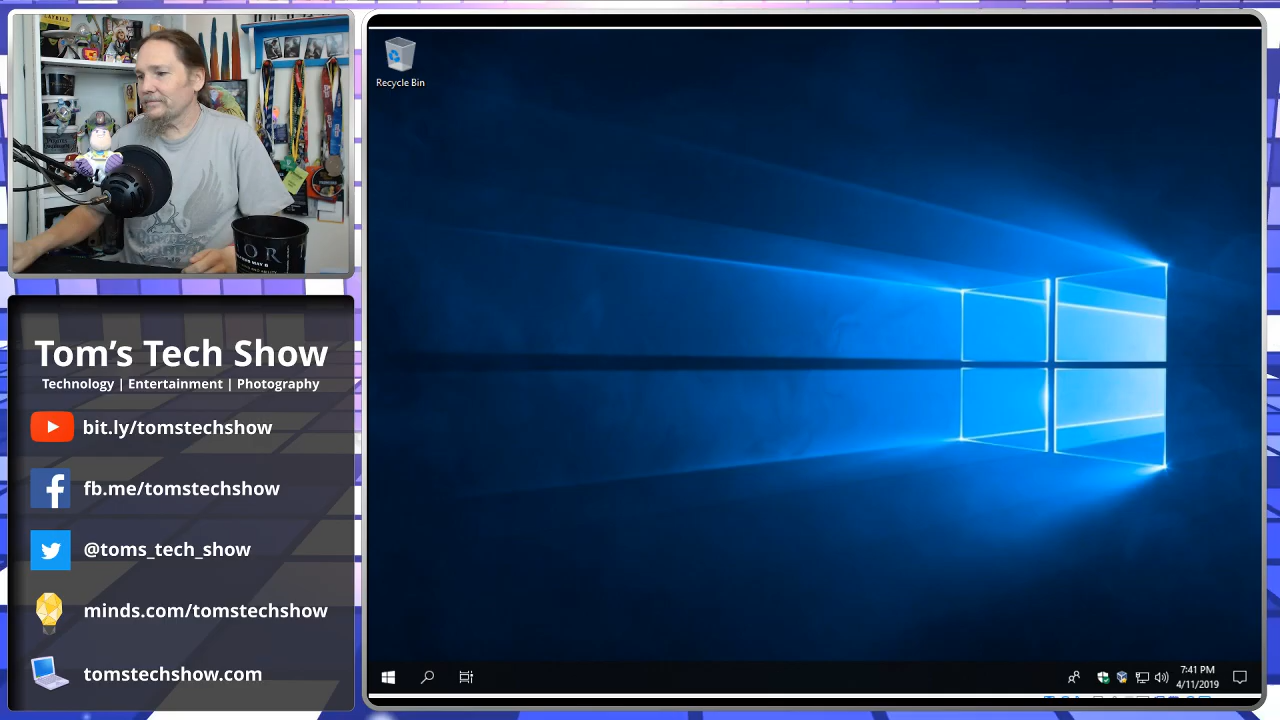 Recycle Bin
OR
Tom's Tech Show
Technology | Entertainment | Photography
bit.ly/tomstechshow
fb.me/tomstechshow
@toms_tech_show
minds.com/tomstechshow
tomstechshow.com
7:41 PM
4/11/2019